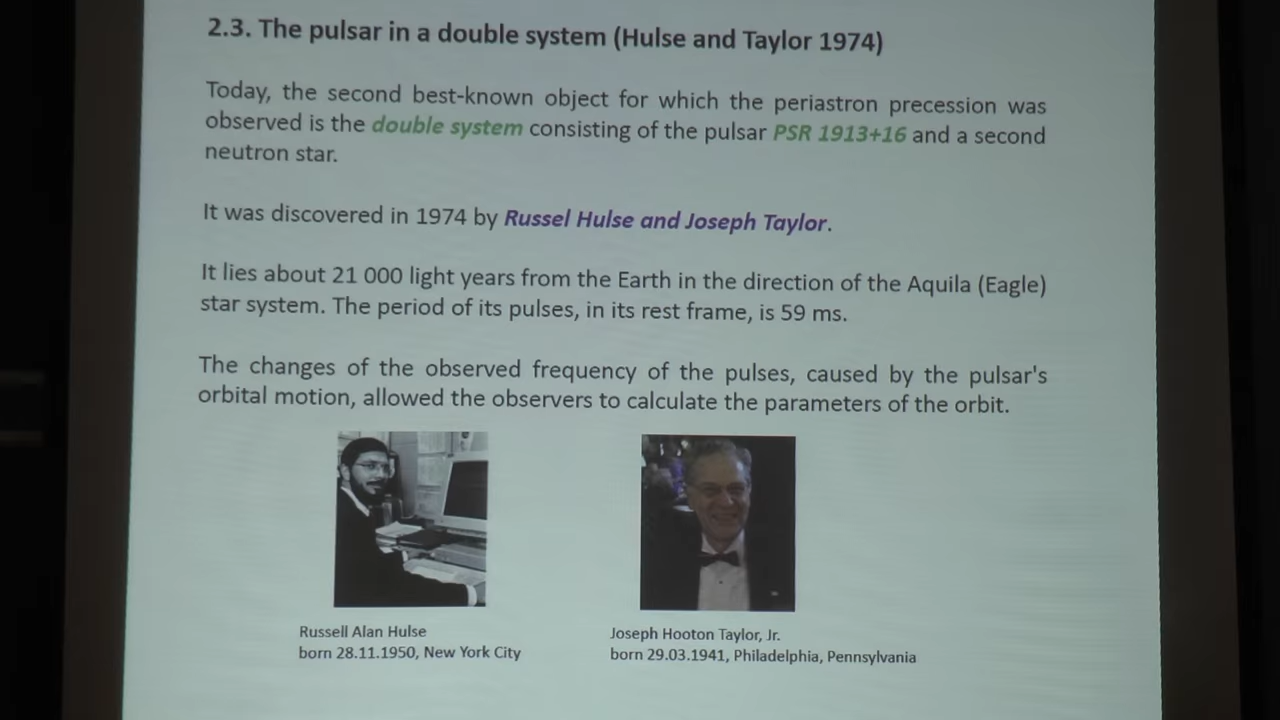 2.3. The pulsar in a double system (Hulse and Taylor 1974)
Today, the second best-known object for which the periastron precession was
observed is the double system consisting of the pulsar PSR 1913+16 and a second
neutron star.
It was discovered in 1974 by Russel Hulse and Joseph Taylor.
It lies about 21 000 light years from the Earth in the direction of the Aquila (Eagle)
star system. The period of its pulses, in its rest frame, is 59 ms.
The changes of the observed frequency of the pulses, caused by the pulsar's
orbital motion, allowed the observers to calculate the parameters of the orbit.
Russell Alan Hulse
born 28.11.1950, New York City
Joseph Hooton Taylor, Jr.
born 29.03.1941, Philadelphia, Pennsylvania